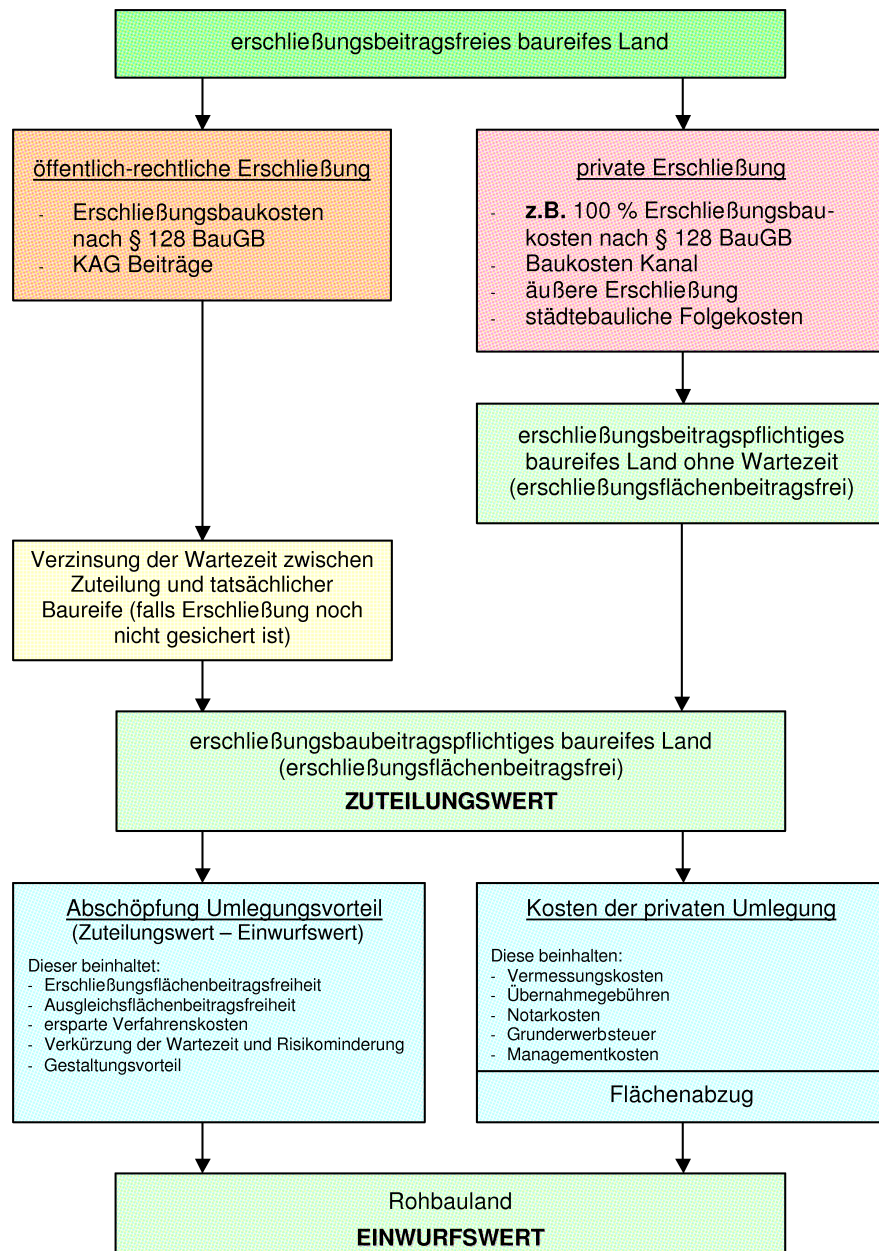 erschließungsbeitragsfreies baureifes Land
öffentlich-rechtliche Erschließung
- Erschließungsbaukosten
nach § 128 BauGB
- KAG Beiträge
private Erschließung
- z.B. 100 % Erschließungsbau-
kosten nach § 128 BauGB
- Baukosten Kanal
- äußere Erschließung
- städtebauliche Folgekosten
erschließungsbeitragspflichtiges
baureifes Land ohne Wartezeit
(erschließungsflächenbeitragsfrei)
Verzinsung der Wartezeit zwischen
Zuteilung und tatsächlicher
Baureife (falls Erschließung noch
nicht gesichert ist)
erschließungsbaubeitragspflichtiges baureifes Land
(erschließungsflächenbeitragsfrei)
ZUTEILUNGSWERT
Abschöpfung Umlegungsvorteil
(Zuteilungswert – Einwurfswert)
Dieser beinhaltet:
- Erschließungsflächenbeitragsfreiheit
- Ausgleichsflächenbeitragsfreiheit
- ersparte Verfahrenskosten
- Verkürzung der Wartezeit und Risikominderung
- Gestaltungsvorteil
Kosten der privaten Umlegung
Diese beinhalten:
- Vermessungskosten
- Übernahmegebühren
- Notarkosten
- Grunderwerbsteuer
- Managementkosten
Flächenabzug
Rohbauland
EINWURFSWERT